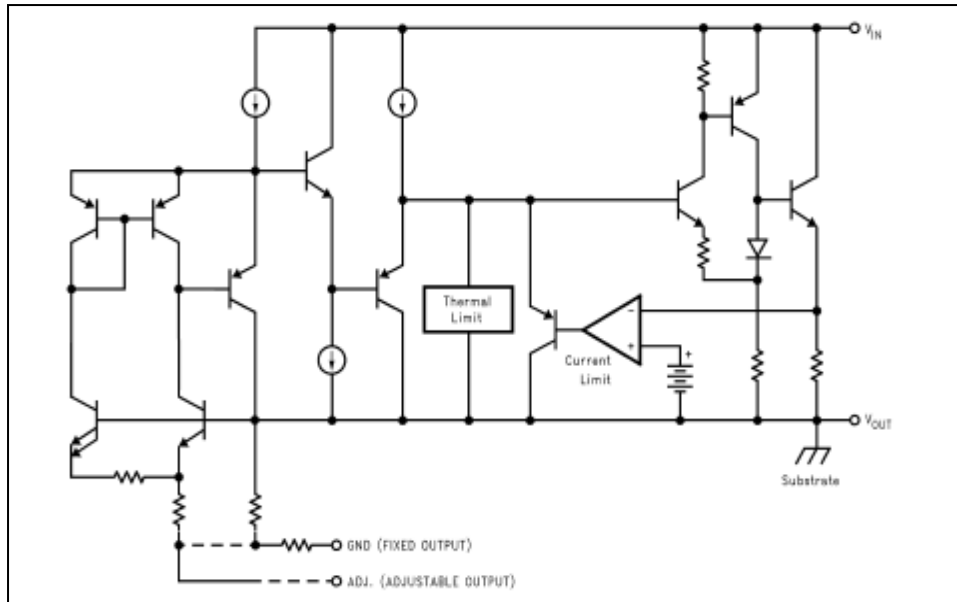 V_IN
Thermal
Limit
-
+
+
Current
Limit
V_OUT
Substrate
GND (FIXED OUTPUT)
ADJ. (ADJUSTABLE OUTPUT)